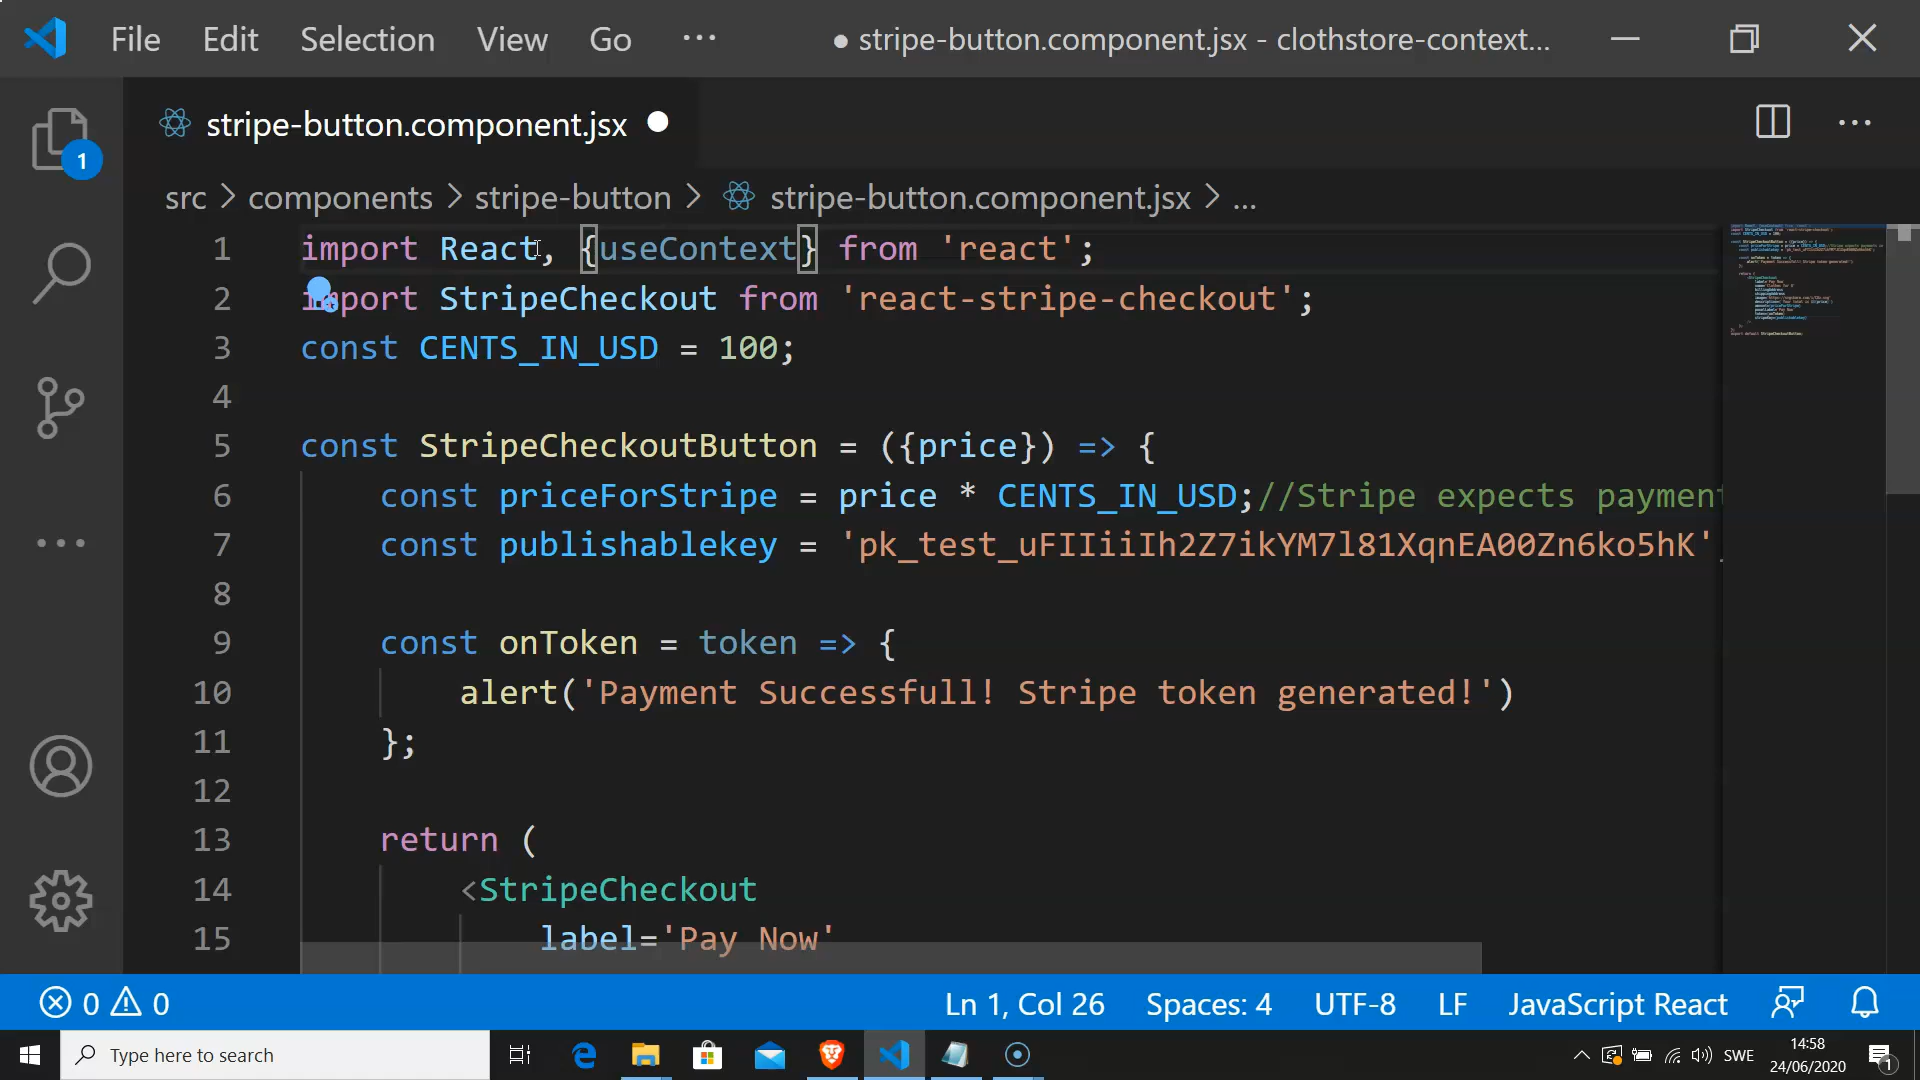 File Edit Selection View Go ··· ● stripe-button.component.jsx - clothstore-context...
stripe-button.component.jsx
1
src > components > stripe-button > stripe-button.component.jsx > ...
1 import React, {useContext} from 'react';
2 import StripeCheckout from 'react-stripe-checkout';
3 const CENTS_IN_USD = 100;
4
5 const StripeCheckoutButton = ({price}) => {
6 const priceForStripe = price * CENTS_IN_USD;//Stripe expects payment
7 const publishablekey = 'pk_test_uFIIiiIh2Z7ikYM7l81XqnEA00Zn6ko5hK'
8
9 const onToken = token => {
10 alert('Payment Successfull! Stripe token generated!')
11 };
12
13 return (
14 <StripeCheckout
15 label='Pay Now'
0 0 Ln 1, Col 26 Spaces: 4 UTF-8 LF JavaScript React
Type here to search
SWE
14:58
24/06/2020
1